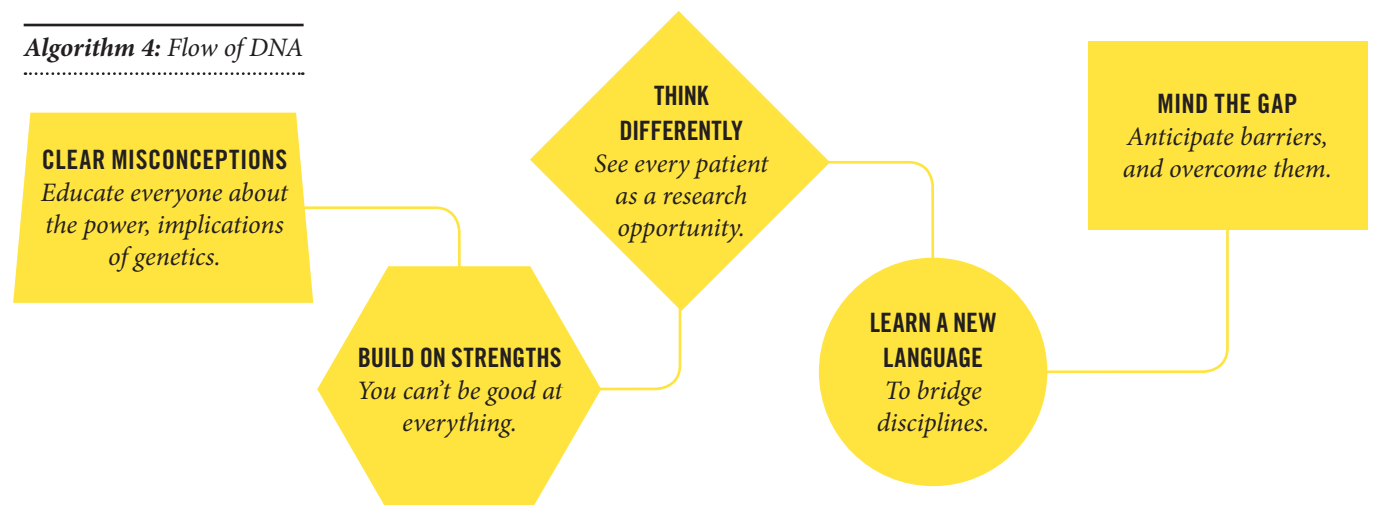 Algorithm 4: Flow of DNA
CLEAR MISCONCEPTIONS
Educate everyone about
the power, implications
of genetics.
BUILD ON STRENGTHS
You can’t be good at
everything.
THINK
DIFFERENTLY
See every patient
as a research
opportunity.
LEARN A NEW
LANGUAGE
To bridge
disciplines.
MIND THE GAP
Anticipate barriers,
and overcome them.